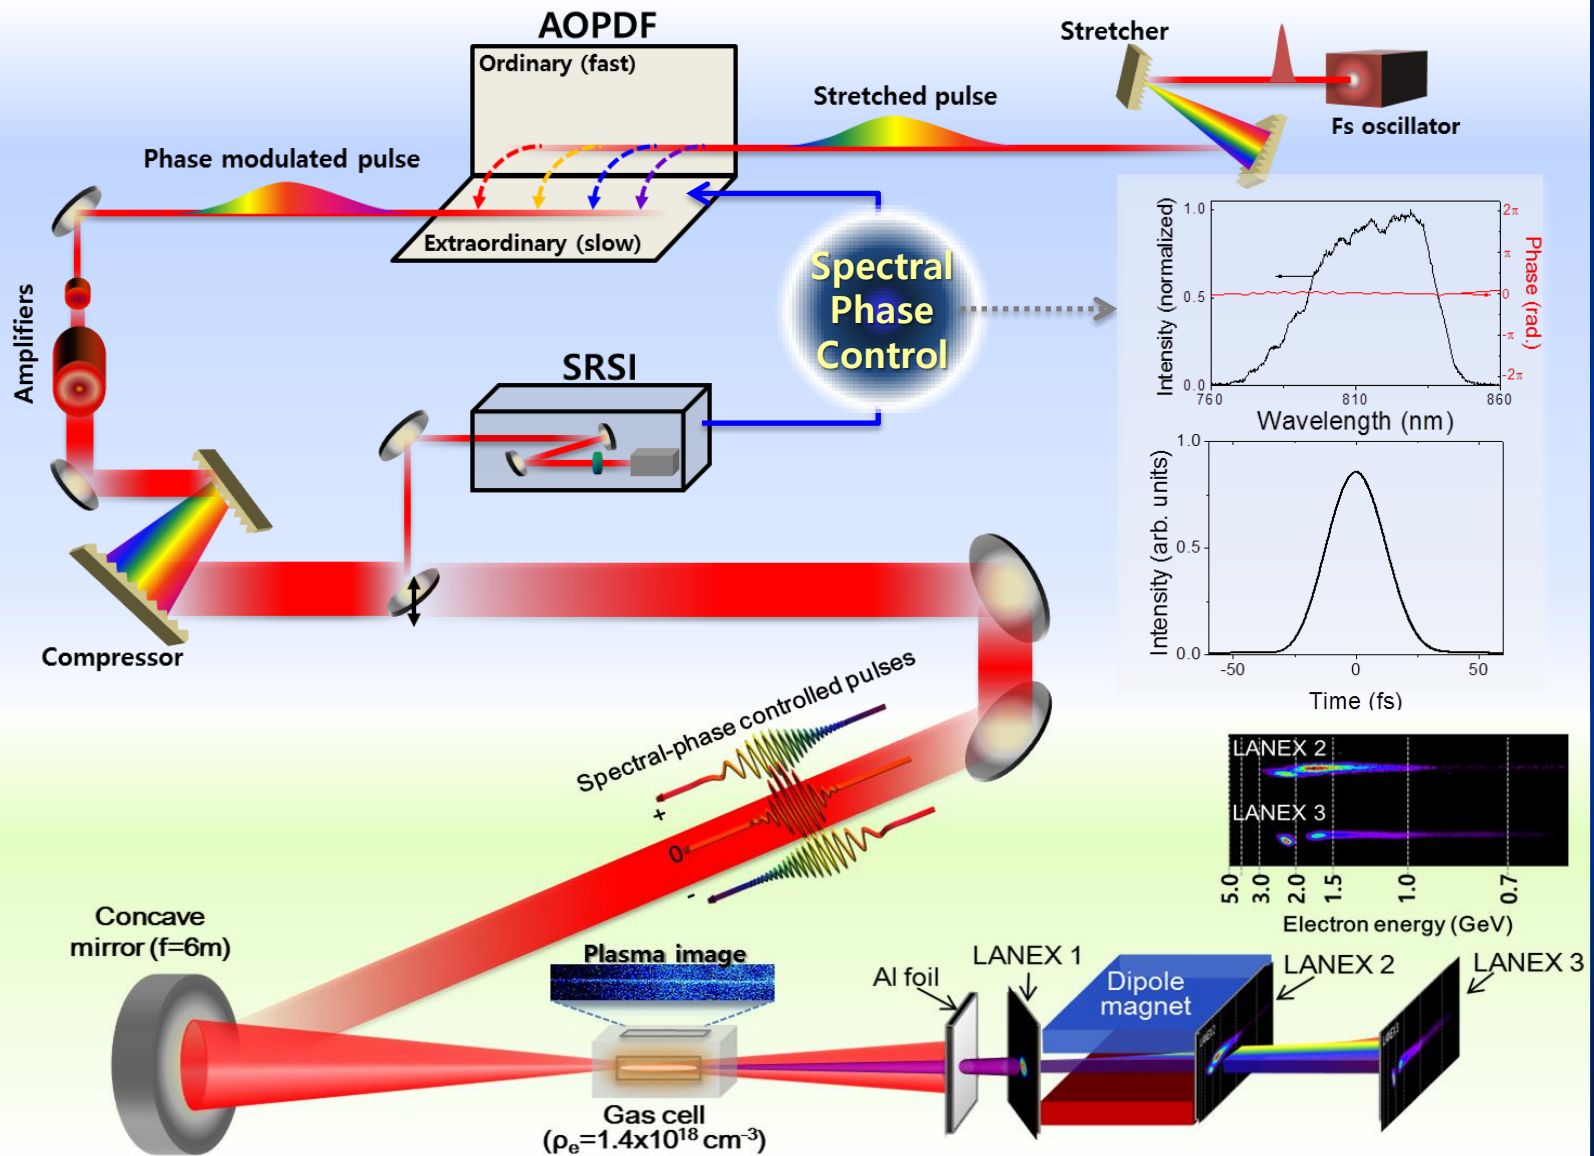 AOPDF
Ordinary (fast)
Extraordinary (slow)
Stretcher
Fs oscillator
Stretched pulse
Phase modulated pulse
Amplifiers
Spectral
Phase
Control
SRSI
Compressor
Intensity (normalized)
1.0
0.5
0.0
760
810
860
Wavelength (nm)
2π
π
0
-π
-2π
Phase (rad.)
Intensity (arb. units)
1.0
0.5
0.0
-50
0
50
Time (fs)
Spectral-phase controlled pulses
+
0
-
LANEX 2
LANEX 3
5.0
3.0
2.0
1.5
1.0
0.7
Electron energy (GeV)
Concave
mirror (f=6m)
Plasma image
Gas cell
(ρₑ=1.4x10¹⁸ cm⁻³)
Al foil
LANEX 1
Dipole
magnet
LANEX 2
LANEX 3
LANEX2
LANEX3